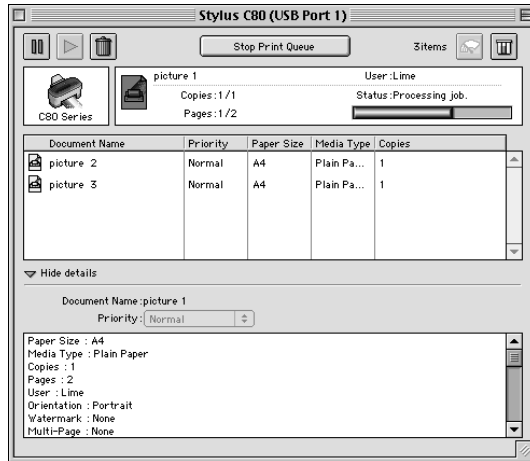 Stylus C80 (USB Port 1)
Stop Print Queue
3items
C80 Series
picture 1
User:Lime
Copies:1/1
Status:Processing job.
Pages:1/2
Document Name Priority Paper Size Media Type Copies
picture 2 Normal A4 Plain Pa... 1
picture 3 Normal A4 Plain Pa... 1
Hide details
Document Name:picture 1
Priority: Normal
Paper Size : A4
Media Type : Plain Paper
Copies : 1
Pages : 2
User : Lime
Orientation : Portrait
Watermark : None
Multi-Page : None